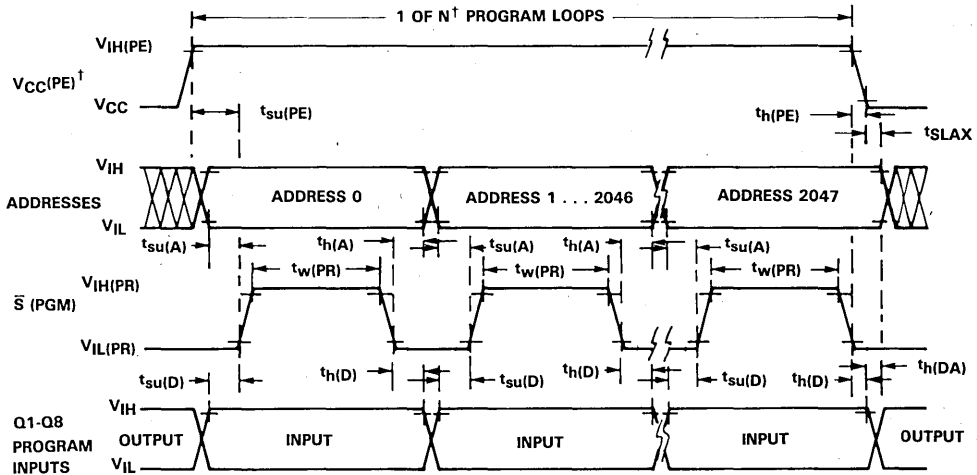 1 OF N† PROGRAM LOOPS
VIH(PE)
VCC(PE)†
VCC
tsu(PE)
th(PE)
tSLAX
VIH
ADDRESSES
ADDRESS 0
ADDRESS 1 . . . 2046
ADDRESS 2047
VIL
tsu(A)
th(A)
tsu(A)
th(A)
tsu(A)
VIH(PR)
tw(PR)
tw(PR)
tw(PR)
S̅ (PGM)
VIL(PR)
tsu(D)
th(D)
tsu(D)
th(D)
tsu(D)
th(D)
th(DA)
VIH
Q1-Q8
PROGRAM
INPUTS
OUTPUT
INPUT
INPUT
INPUT
OUTPUT
VIL